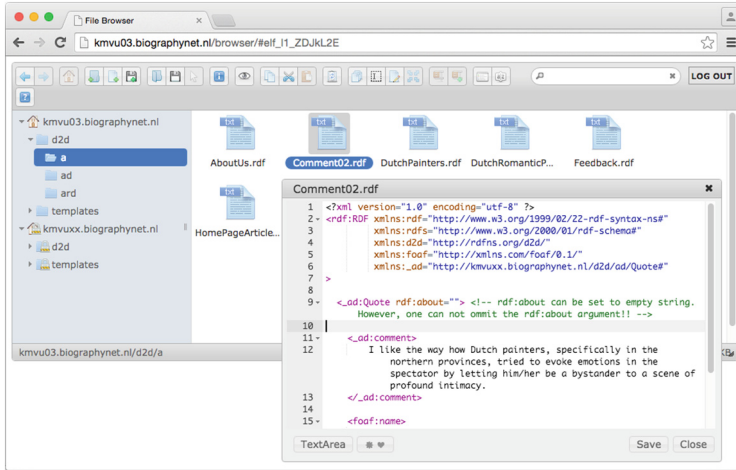 File Browser
kmvu03.biographynet.nl/browser/#elf_l1_ZDJkL2E
LOG OUT
kmvu03.biographynet.nl
d2d
a
ad
ard
templates
kmvuxx.biographynet.nl
d2d
templates
kmvu03.biographynet.nl/d2d/a
txt
AboutUs.rdf
txt
Comment02.rdf
txt
DutchPainters.rdf
txt
DutchRomanticP...
txt
Feedback.rdf
txt
HomePageArticle...
Comment02.rdf
1 <?xml version="1.0" encoding="utf-8" ?>
2 <rdf:RDF xmlns:rdf="http://www.w3.org/1999/02/22-rdf-syntax-ns#"
3 xmlns:rdfs="http://www.w3.org/2000/01/rdf-schema#"
4 xmlns:d2d="http://rdfns.org/d2d/"
5 xmlns:foaf="http://xmlns.com/foaf/0.1/"
6 xmlns:_ad="http://kmvuxx.biographynet.nl/d2d/ad/Quote#"
7 >
8
9 <_ad:Quote rdf:about=""> <!-- rdf:about can be set to empty string.
However, one can not ommit the rdf:about argument!! -->
10
11 <_ad:comment>
12 I like the way how Dutch painters, specifically in the
northern provinces, tried to evoke emotions in the
spectator by letting him/her be a bystander to a scene of
profound intimacy.
13 </_ad:comment>
14
15 <foaf:name>
TextArea
Save Close